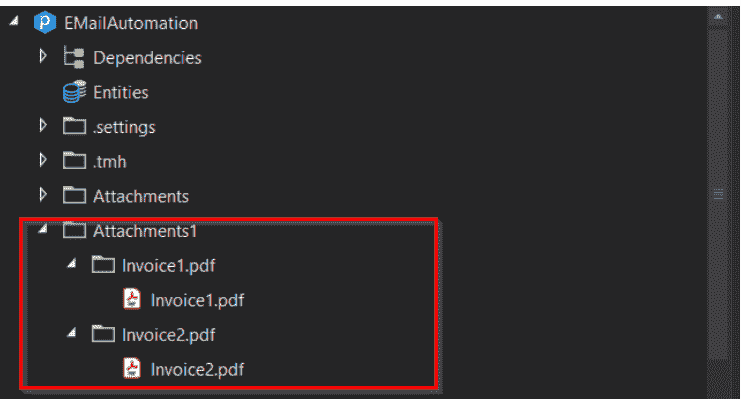 EMailAutomation
Dependencies
Entities
.settings
.tmh
Attachments
Attachments1
Invoice1.pdf
Invoice1.pdf
Invoice2.pdf
Invoice2.pdf